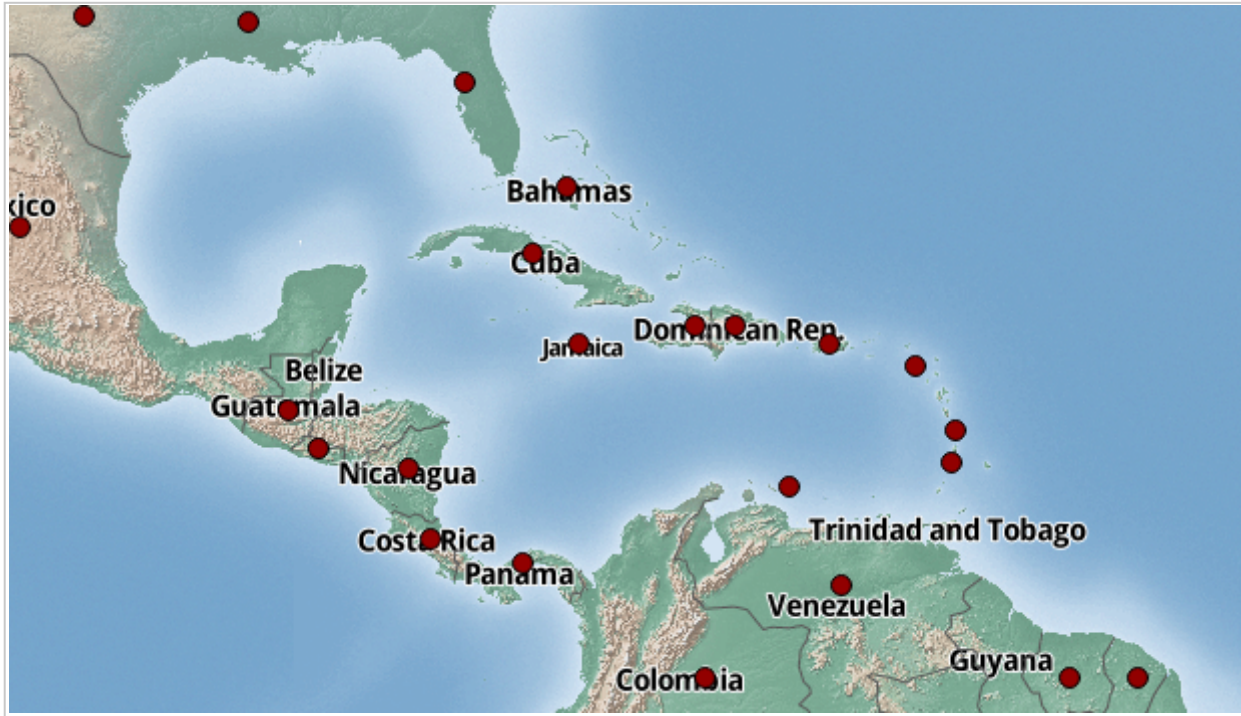 Bahamas
xico
Cuba
Dominican Rep.
Jamaica
Belize
Guatemala
Nicaragua
Trinidad and Tobago
Costa Rica
Panama
Venezuela
Guyana
Colombia